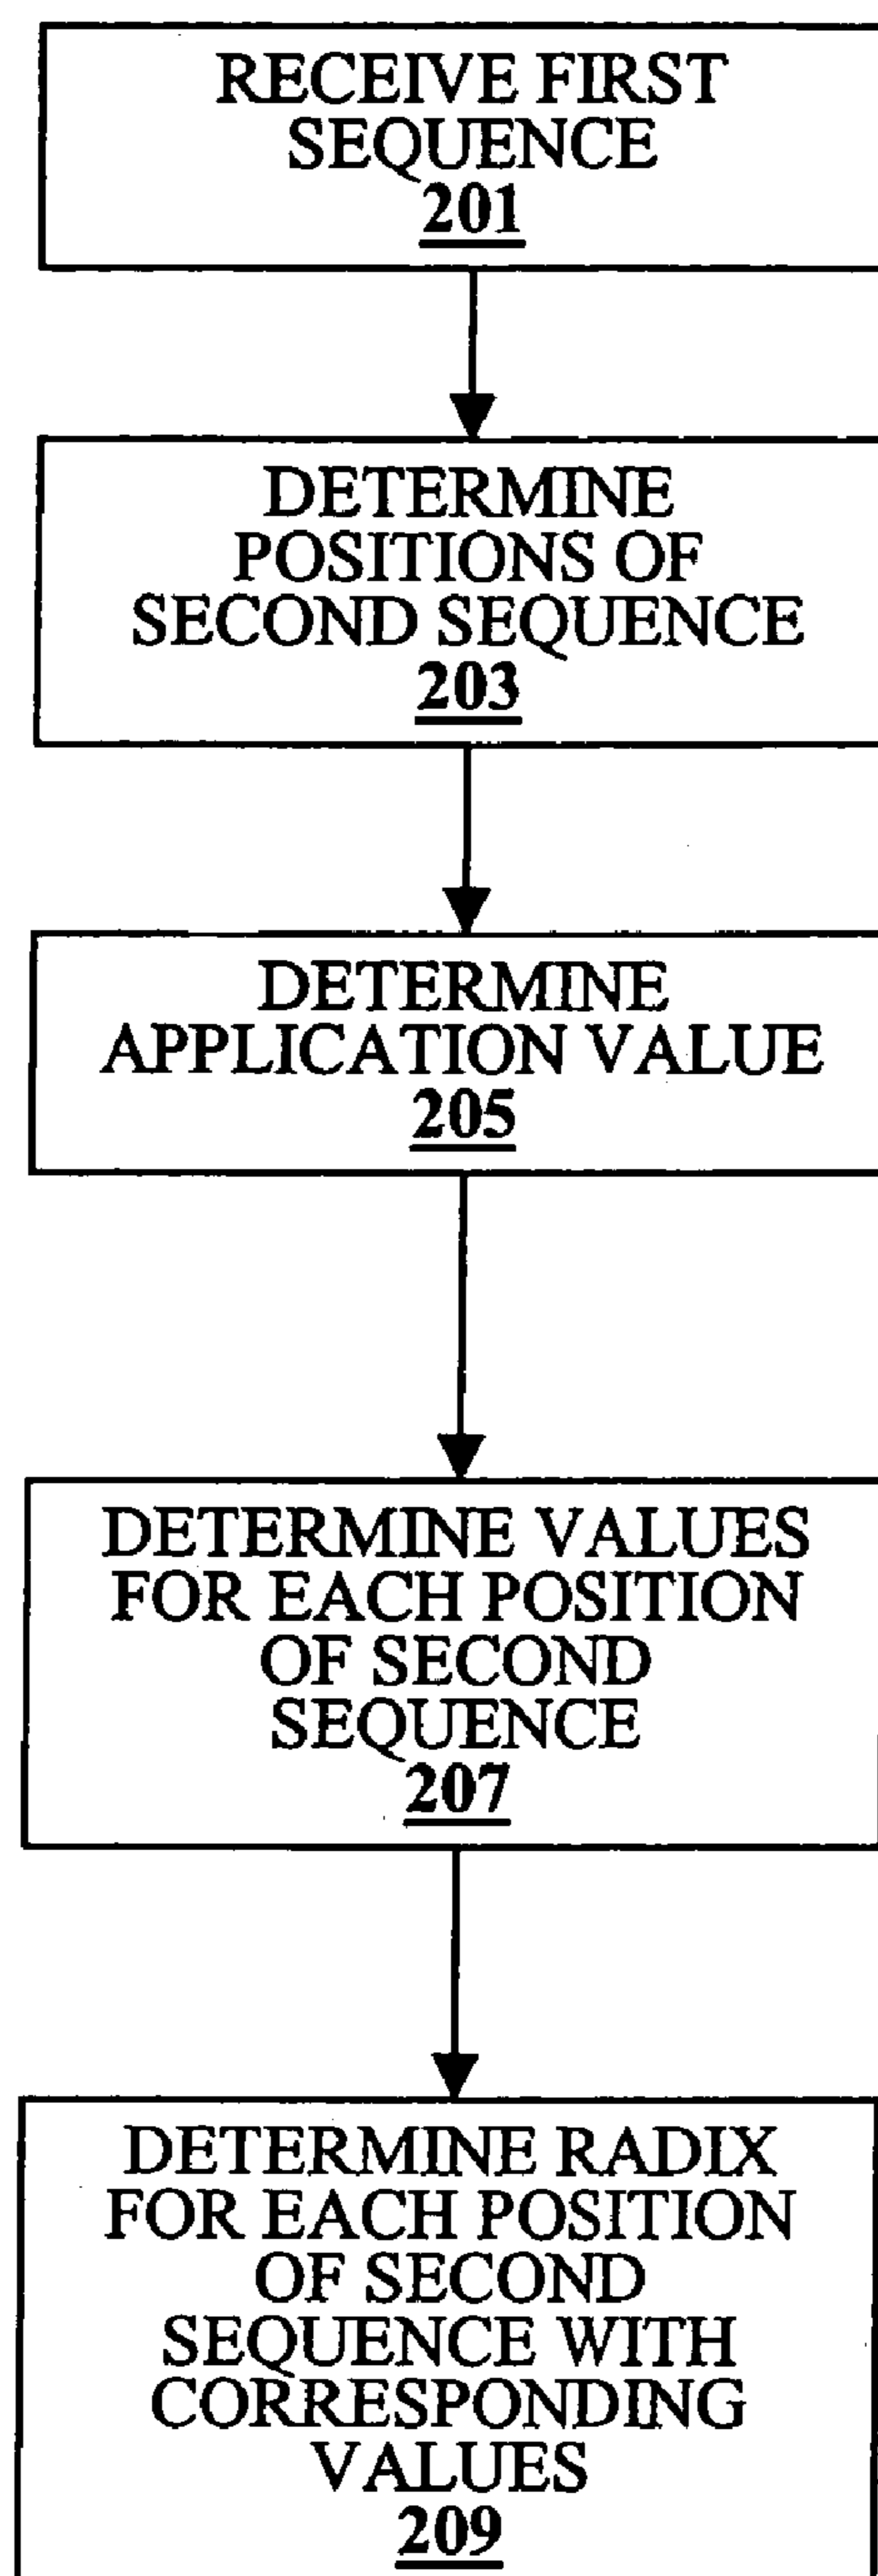 RECEIVE FIRST
SEQUENCE
201
DETERMINE
POSITIONS OF
SECOND SEQUENCE
203
DETERMINE
APPLICATION VALUE
205
DETERMINE VALUES
FOR EACH POSITION
OF SECOND
SEQUENCE
207
DETERMINE RADIX
FOR EACH POSITION
OF SECOND
SEQUENCE WITH
CORRESPONDING
VALUES
209